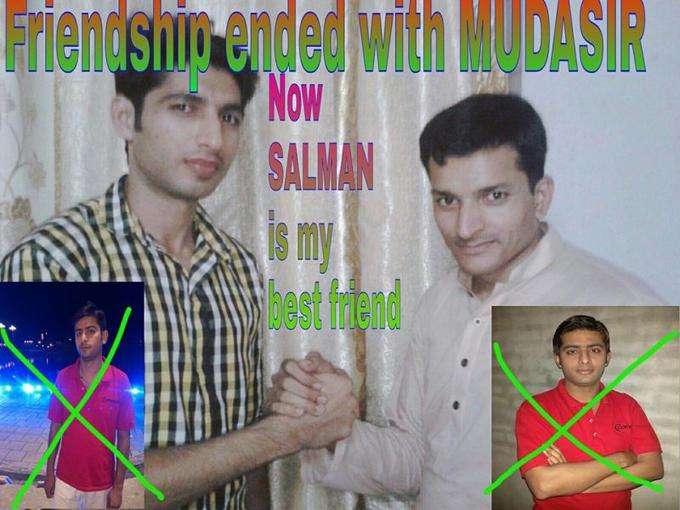 Friendship ended with MUDASIR
Now
SALMAN
is my
best friend